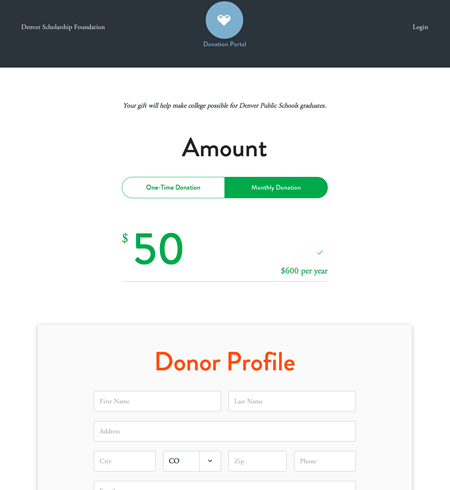 Denver Scholarship Foundation
Login
Donation Portal
Your gift will help make college possible for Denver Public Schools graduates.
Amount
One-Time Donation Monthly Donation
$ 50
$600 per year
Donor Profile
First Name Last Name
Address
City CO Zip Phone